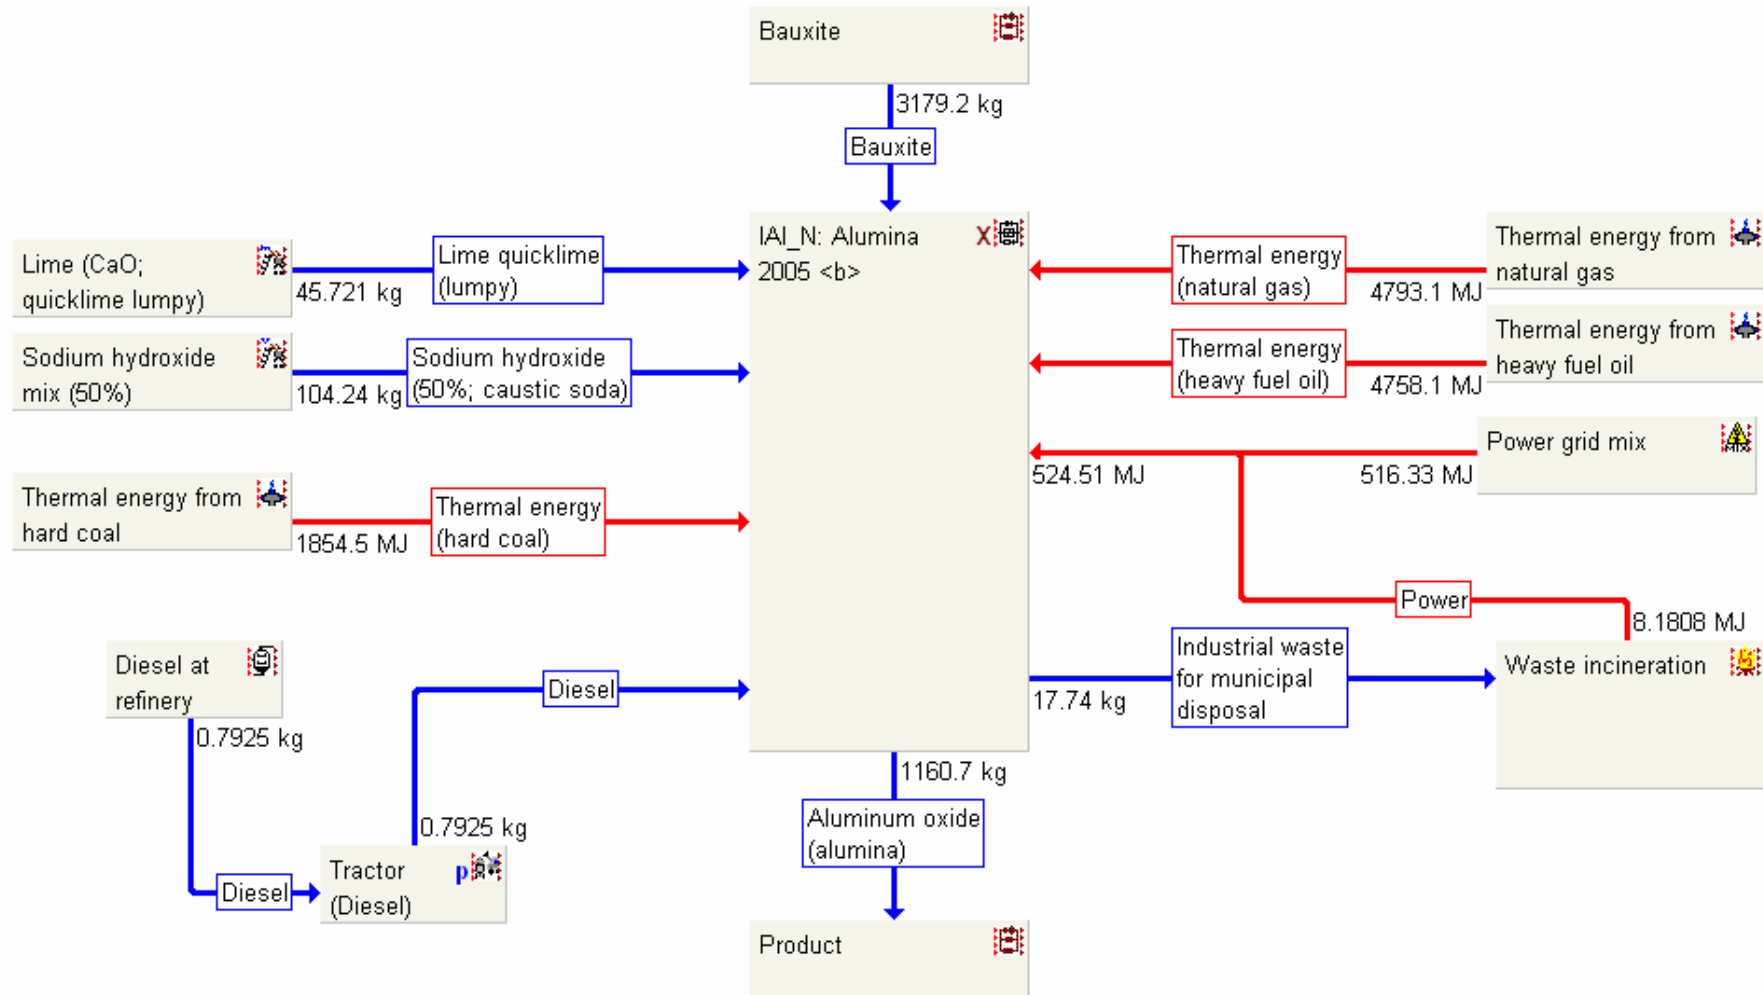 Bauxite
3179.2 kg
Bauxite
Lime (CaO;
quicklime lumpy)
45.721 kg
Lime quicklime
(lumpy)
IAI_N: Alumina
2005 <b>
X
Thermal energy
(natural gas)
4793.1 MJ
Thermal energy from
natural gas
Sodium hydroxide
mix (50%)
104.24 kg
Sodium hydroxide
(50%; caustic soda)
Thermal energy
(heavy fuel oil)
4758.1 MJ
Thermal energy from
heavy fuel oil
524.51 MJ
516.33 MJ
Power grid mix
MIX
Thermal energy from
hard coal
1854.5 MJ
Thermal energy
(hard coal)
Power
8.1808 MJ
Diesel at
refinery
0.7925 kg
Diesel
Industrial waste
for municipal
disposal
17.74 kg
Waste incineration
0.7925 kg
Diesel
Tractor
(Diesel)
p
1160.7 kg
Aluminum oxide
(alumina)
Product